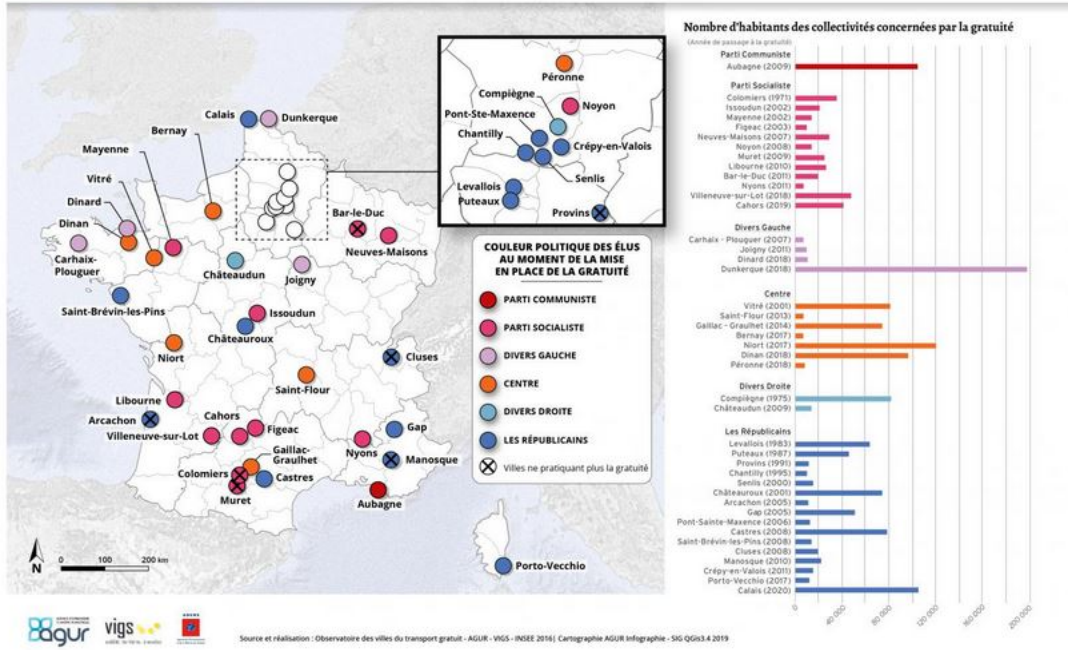 Calais
Dunkerque
Bernay
Mayenne
Vitré
Dinard
Dinan
Carhaix-
Plouguer
Saint-Brévin-les-Pins
Châteaudun
Joigny
Bar-le-Duc
Neuves-Maisons
Issoudun
Châteauroux
Niort
Cluses
Saint-Flour
Libourne
Arcachon
Cahors
Villeneuve-sur-Lot
Figeac
Gaillac-
Graulhet
Colomiers
Muret
Castres
Nyons
Gap
Manosque
Aubagne
Porto-Vecchio
N
0 100 200 km
Péronne
Compiègne
Noyon
Pont-Ste-Maxence
Chantilly
Crépy-en-Valois
Senlis
Levallois
Puteaux
Provins
COULEUR POLITIQUE DES ÉLUS
AU MOMENT DE LA MISE
EN PLACE DE LA GRATUITÉ
PARTI COMMUNISTE
PARTI SOCIALISTE
DIVERS GAUCHE
CENTRE
DIVERS DROITE
LES RÉPUBLICAINS
Villes ne pratiquant plus la gratuité
Nombre d'habitants des collectivités concernées par la gratuité
(Année de passage à la gratuité)
Parti Communiste
Aubagne (2009)
Parti Socialiste
Colomiers (1971)
Issoudun (2002)
Mayenne (2002)
Figeac (2003)
Neuves-Maisons (2007)
Noyon (2008)
Muret (2009)
Libourne (2010)
Bar-le-Duc (2011)
Nyons (2011)
Villeneuve-sur-Lot (2018)
Cahors (2019)
Divers Gauche
Carhaix - Plouguer (2007)
Joigny (2011)
Dinard (2018)
Dunkerque (2018)
Centre
Vitré (2001)
Saint-Flour (2013)
Gaillac - Graulhet (2014)
Bernay (2017)
Niort (2017)
Dinan (2018)
Péronne (2018)
Divers Droite
Compiègne (1975)
Châteaudun (2009)
Les Républicains
Levallois (1983)
Puteaux (1987)
Provins (1991)
Chantilly (1995)
Senlis (2000)
Châteauroux (2001)
Arcachon (2005)
Gap (2005)
Pont-Sainte-Maxence (2006)
Castres (2008)
Saint-Brévin-les-Pins (2008)
Cluses (2008)
Manosque (2010)
Crépy-en-Valois (2011)
Porto-Vecchio (2017)
Calais (2020)
0 40 000 80 000 120 000 160 000 200 000
agur
vigs
Source et réalisation : Observatoire des villes du transport gratuit - AGUR - VIGS - INSEE 2016| Cartographie AGUR Infographie - SIG QGis3.4 2019